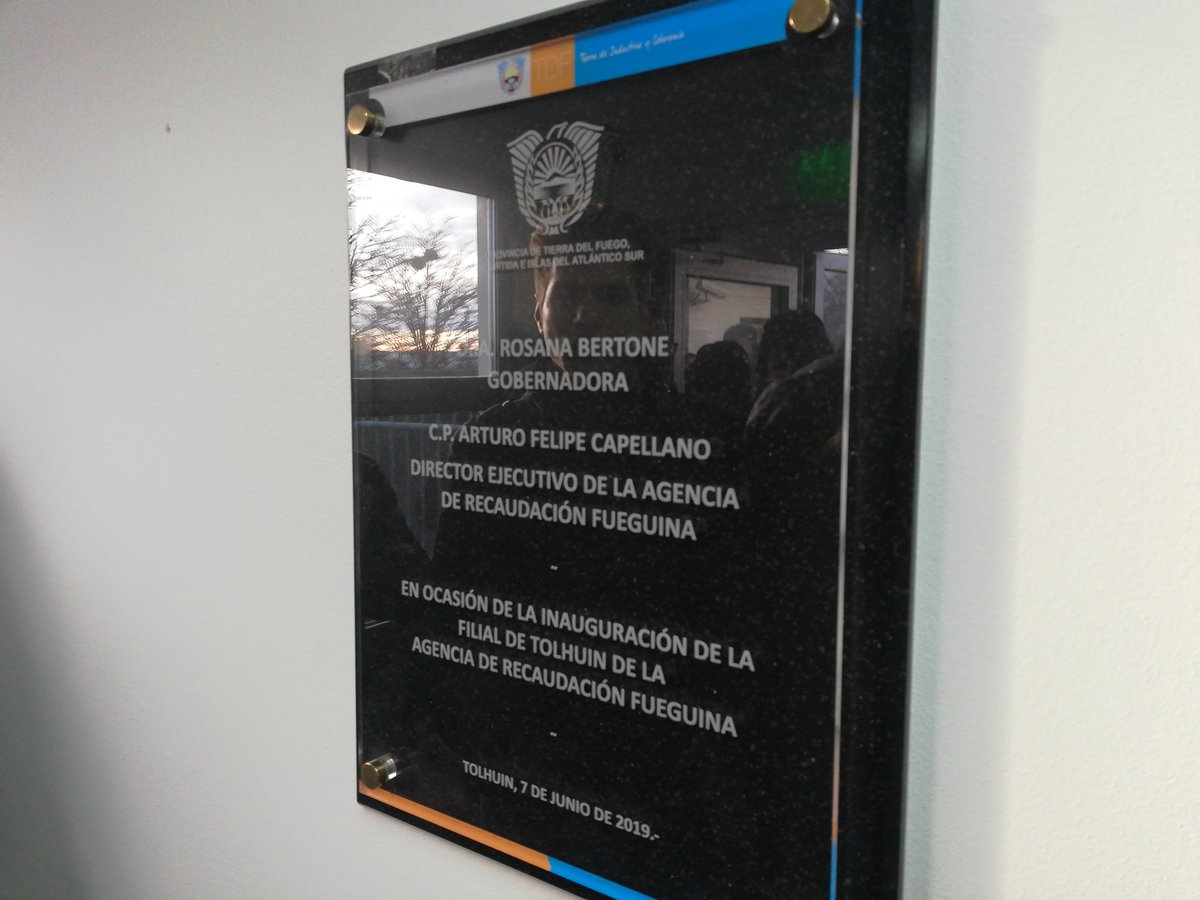 TDF Tierra de Industria y Soberanía
PROVINCIA DE TIERRA DEL FUEGO,
ANTÁRTIDA E ISLAS DEL ATLÁNTICO SUR
ROSANA BERTONE
GOBERNADORA
C.P. ARTURO FELIPE CAPELLANO
DIRECTOR EJECUTIVO DE LA AGENCIA
DE RECAUDACIÓN FUEGUINA
-
EN OCASIÓN DE LA INAUGURACIÓN DE LA
FILIAL DE TOLHUIN DE LA
AGENCIA DE RECAUDACIÓN FUEGUINA
-
TOLHUIN, 7 DE JUNIO DE 2019.-